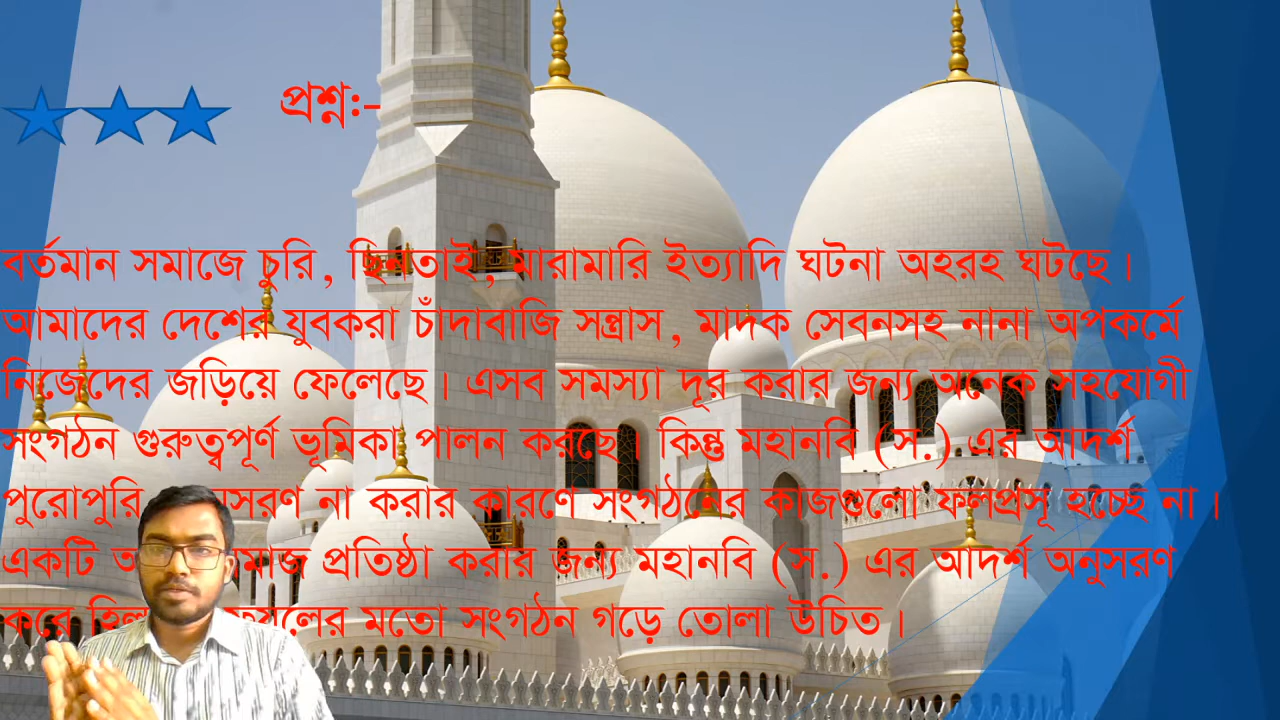 প্রশ্ন:-
বর্তমান সমাজে চুরি, ছিনতাই, মারামারি ইত্যাদি ঘটনা অহরহ ঘটছে।
আমাদের দেশের যুবকরা চাঁদাবাজি সন্ত্রাস, মাদক সেবনসহ নানা অপকর্মে
নিজেদের জড়িয়ে ফেলেছে। এসব সমস্যা দূর করার জন্য অনেক সহযোগী
সংগঠন গুরুত্বপূর্ণ ভূমিকা পালন করছে। কিন্তু মহানবি (স.) এর আদর্শ
পুরোপুরি না করার কারণে সংগঠনের কাজগুলো ফলপ্রসূ হচ্ছে না।
একটি প্রতিষ্ঠা করার জন্য মহানবি (স.) এর আদর্শ অনুসরণ
করে মতো সংগঠন গড়ে তোলা উচিত।